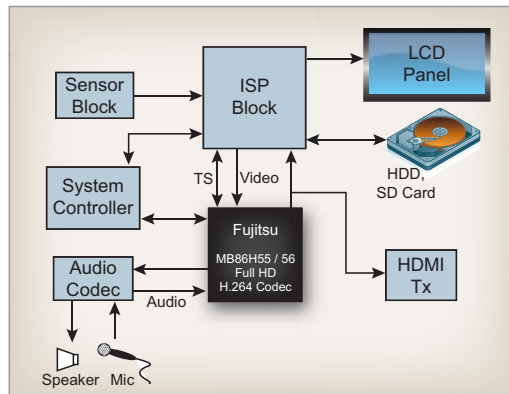 LCD
Panel
ISP
Block
Sensor
Block
HDD,
SD Card
TS
Video
System
Controller
Fujitsu
MB86H55 / 56
Full HD
H.264 Codec
HDMI
Tx
Audio
Codec
Audio
Speaker
Mic